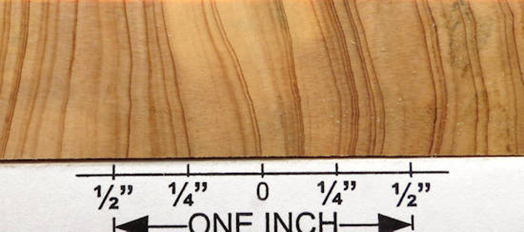 ½” ¼” 0 ¼” ½”
ONE INCH